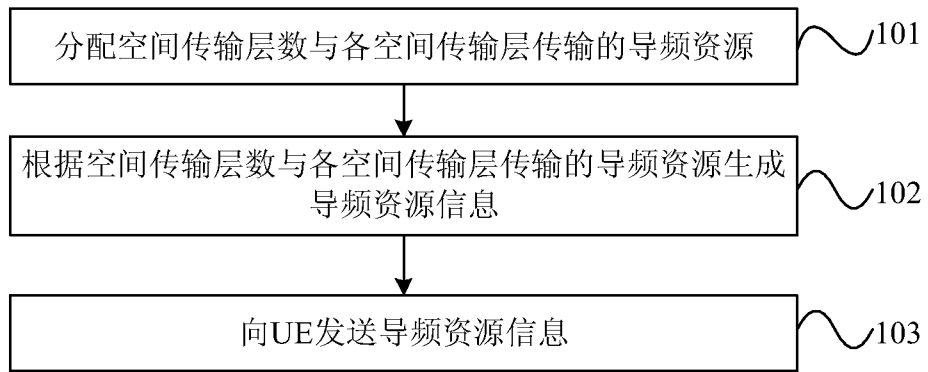 分配空间传输层数与各空间传输层传输的导频资源
101
根据空间传输层数与各空间传输层传输的导频资源生成
导频资源信息
102
向UE发送导频资源信息
103